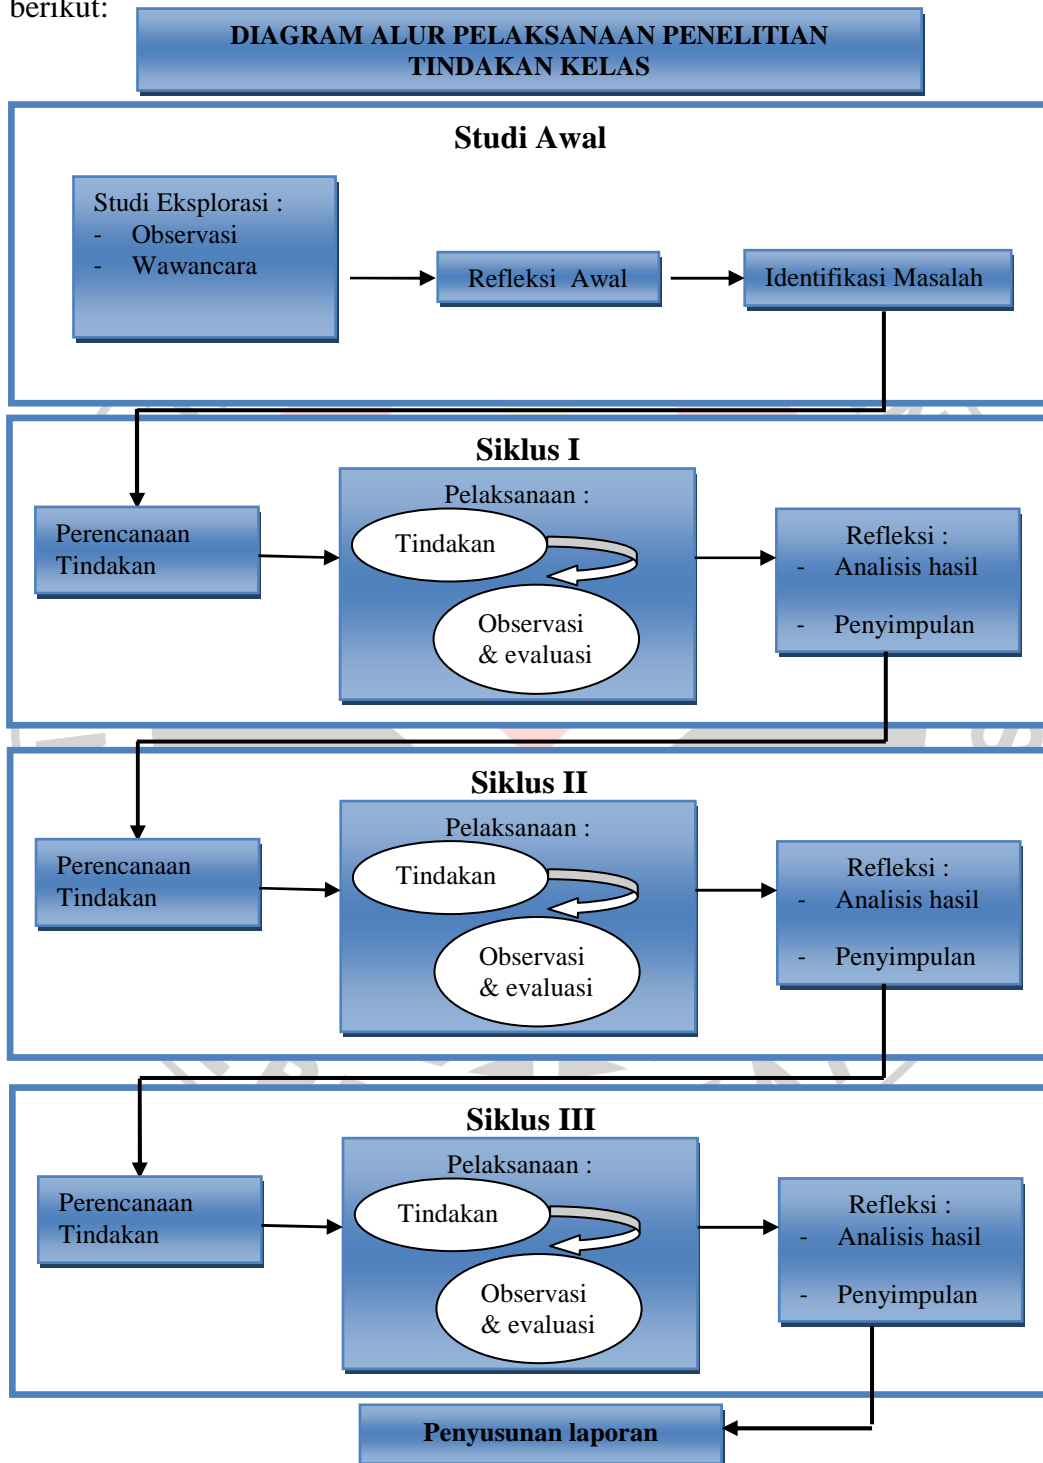 berikut:
DIAGRAM ALUR PELAKSANAAN PENELITIAN
TINDAKAN KELAS
Studi Awal
Studi Eksplorasi :
- Observasi
- Wawancara
Refleksi Awal
Identifikasi Masalah
Siklus I
Perencanaan
Tindakan
Pelaksanaan :
Tindakan
Observasi
& evaluasi
Refleksi :
- Analisis hasil
- Penyimpulan
Siklus II
Perencanaan
Tindakan
Pelaksanaan :
Tindakan
Observasi
& evaluasi
Refleksi :
- Analisis hasil
- Penyimpulan
Siklus III
Perencanaan
Tindakan
Pelaksanaan :
Tindakan
Observasi
& evaluasi
Refleksi :
- Analisis hasil
- Penyimpulan
Penyusunan laporan